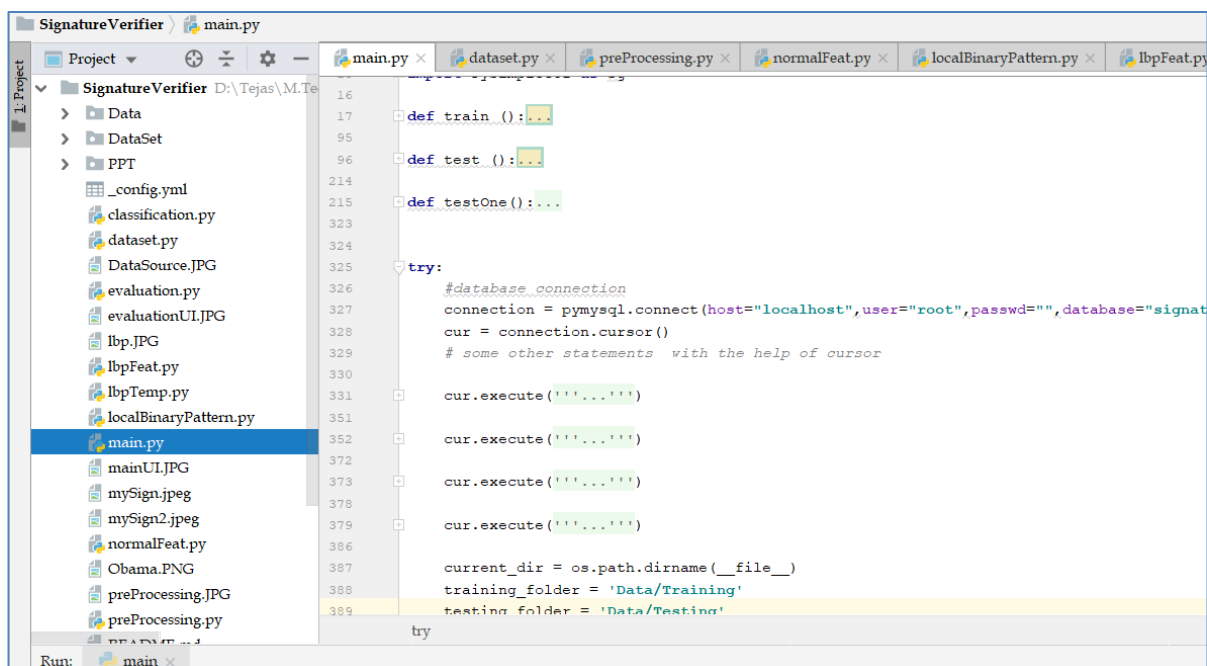 SignatureVerifier 〉 main.py
1: Project
Project
SignatureVerifier D:\Tejas\M.Te
Data
DataSet
PPT
_config.yml
classification.py
dataset.py
DataSource.JPG
evaluation.py
evaluationUI.JPG
lbp.JPG
lbpFeat.py
lbpTemp.py
localBinaryPattern.py
main.py
mainUI.JPG
mySign.jpeg
mySign2.jpeg
normalFeat.py
Obama.PNG
preProcessing.JPG
preProcessing.py
main.py × dataset.py × preProcessing.py × normalFeat.py × localBinaryPattern.py × lbpFeat.py
16
17 def train ():...
95
96 def test ():...
214
215 def testOne():...
323
324
325 try:
326 #database connection
327 connection = pymysql.connect(host="localhost",user="root",passwd="",database="signat
328 cur = connection.cursor()
329 # some other statements with the help of cursor
330
331 cur.execute('''...''')
351
352 cur.execute('''...''')
372
373 cur.execute('''...''')
378
379 cur.execute('''...''')
386
387 current_dir = os.path.dirname(__file__)
388 training_folder = 'Data/Training'
389 testing_folder = 'Data/Testing'
try
Run: main ×